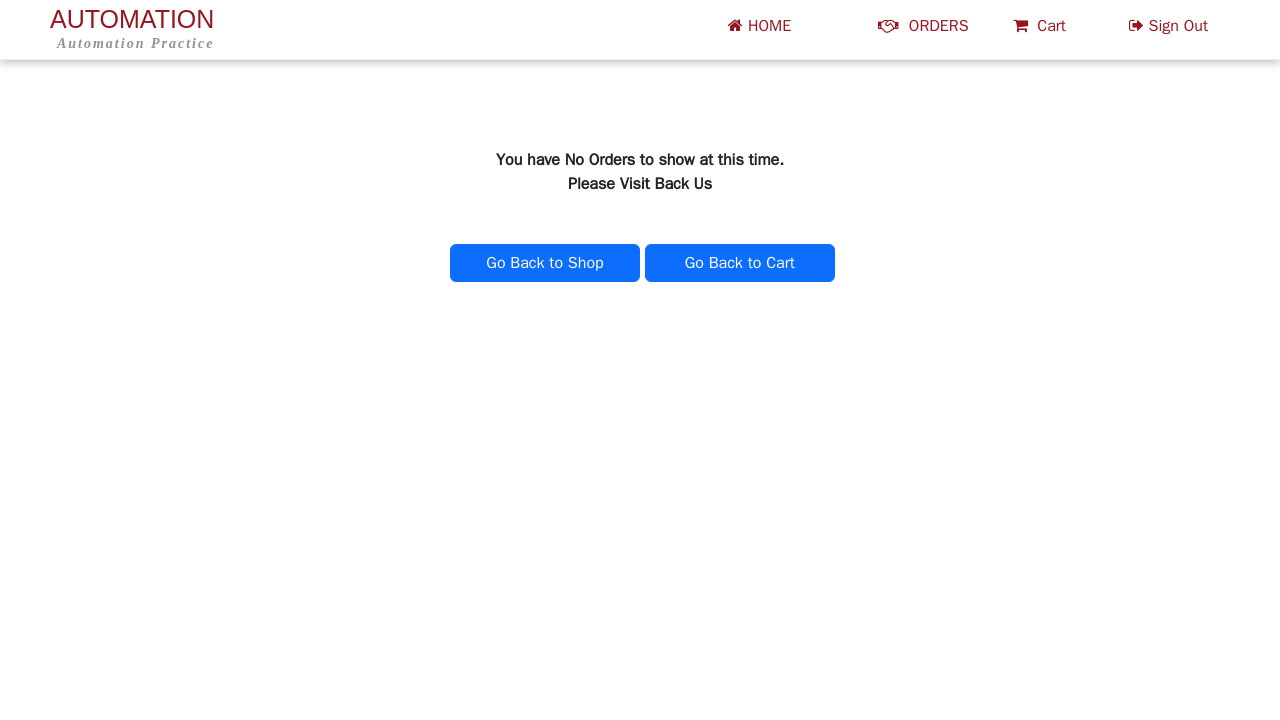 AUTOMATION
Automation Practice
HOME
ORDERS
Cart
Sign Out
You have No Orders to show at this time.
Please Visit Back Us
Go Back to Shop
Go Back to Cart